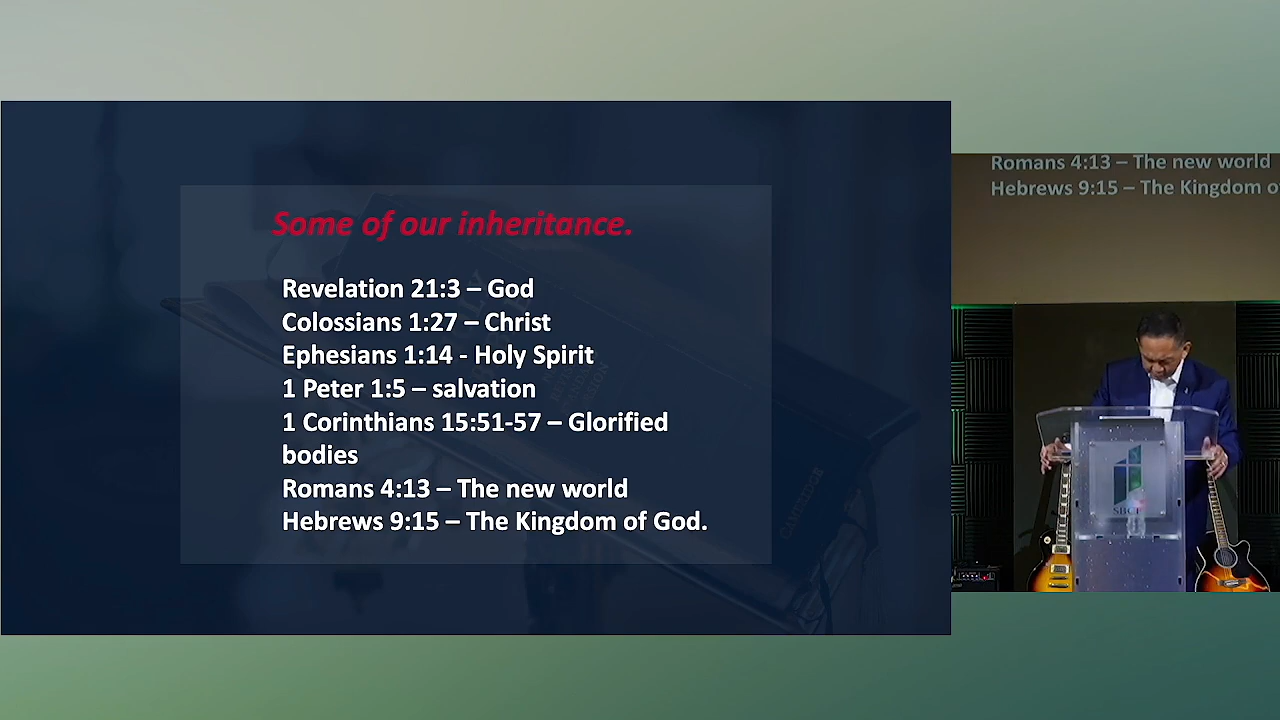 Some of our inheritance.
Revelation 21:3 – God
Colossians 1:27 – Christ
Ephesians 1:14 - Holy Spirit
1 Peter 1:5 – salvation
1 Corinthians 15:51-57 – Glorified
bodies
Romans 4:13 – The new world
Hebrews 9:15 – The Kingdom of God.
Romans 4:13 – The new world
Hebrews 9:15 – The Kingdom o
CAMBRIDGE